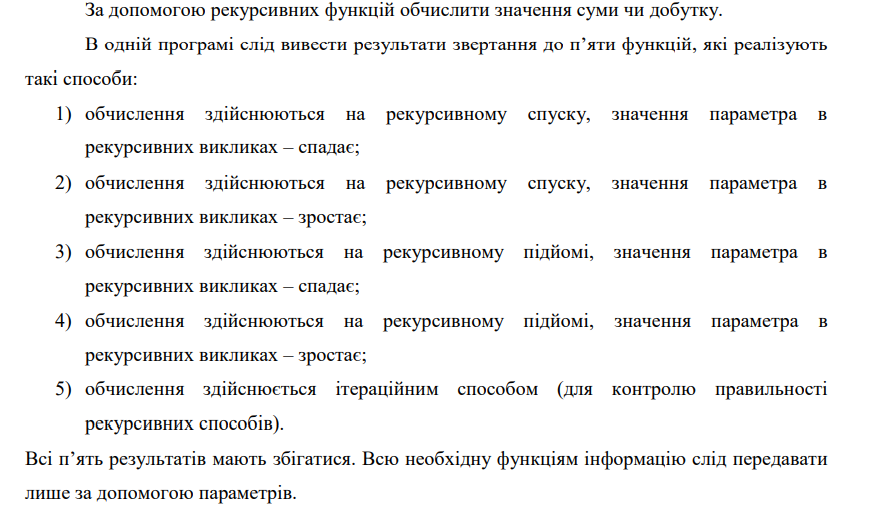 За допомогою рекурсивних функцій обчислити значення суми чи добутку.
В одній програмі слід вивести результати звертання до п’яти функцій, які реалізують
такі способи:
1) обчислення здійснюються на рекурсивному спуску, значення параметра в
рекурсивних викликах – спадає;
2) обчислення здійснюються на рекурсивному спуску, значення параметра в
рекурсивних викликах – зростає;
3) обчислення здійснюються на рекурсивному підйомі, значення параметра в
рекурсивних викликах – спадає;
4) обчислення здійснюються на рекурсивному підйомі, значення параметра в
рекурсивних викликах – зростає;
5) обчислення здійснюється ітераційним способом (для контролю правильності
рекурсивних способів).
Всі п’ять результатів мають збігатися. Всю необхідну функціям інформацію слід передавати
лише за допомогою параметрів.